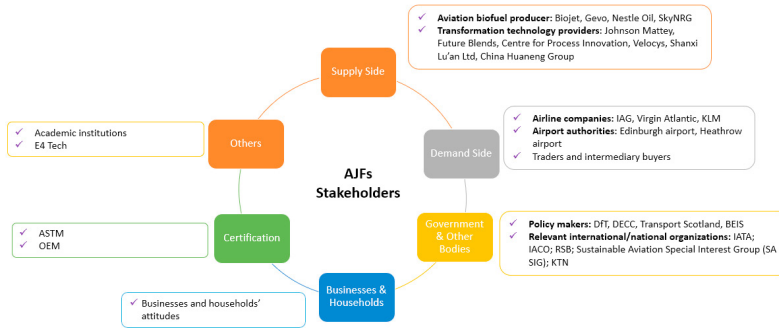 Aviation biofuel producer: Biojet, Gevo, Nestle Oil, SkyNRG
Transformation technology providers: Johnson Mattey,
Future Blends, Centre for Process Innovation, Velocys, Shanxi
Lu'an Ltd, China Huaneng Group
Supply Side
Airline companies: IAG, Virgin Atlantic, KLM
Airport authorities: Edinburgh airport, Heathrow
airport
Traders and intermediary buyers
Demand Side
Policy makers: DfT, DECC, Transport Scotland, BEIS
Relevant international/national organizations: IATA;
IACO; RSB; Sustainable Aviation Special Interest Group (SA
SIG); KTN
Government
& Other
Bodies
Businesses &
Households
Businesses and households'
attitudes
Certification
ASTM
OEM
Others
Academic institutions
E4 Tech
AJFs
Stakeholders